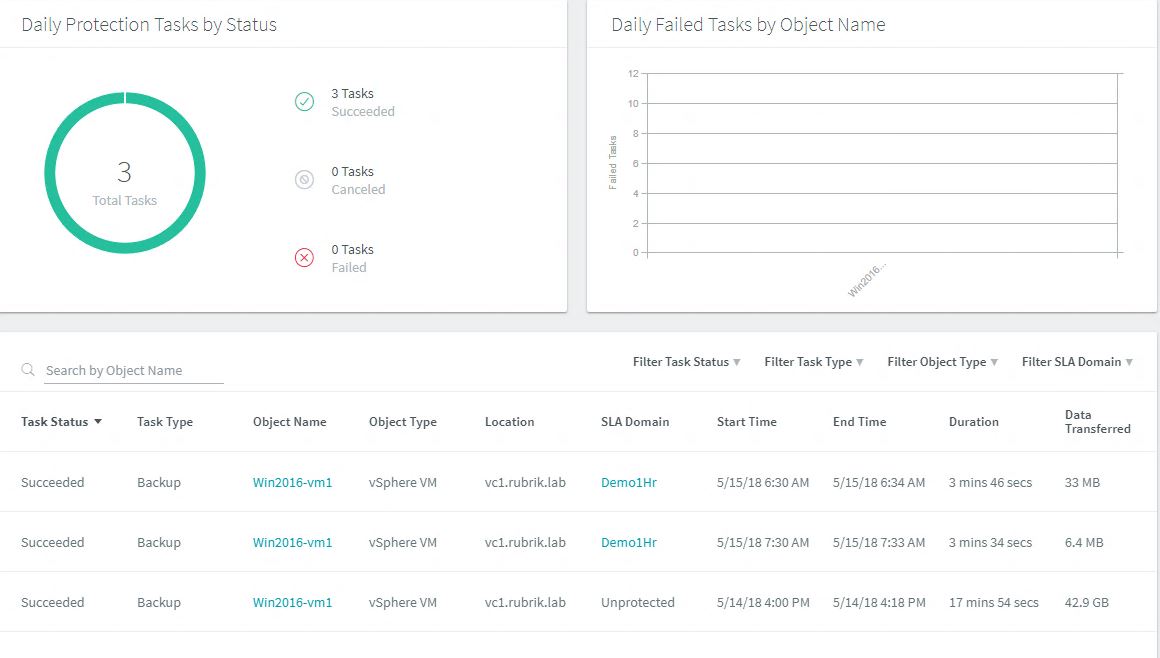 Daily Protection Tasks by Status
3
Total Tasks
3 Tasks
Succeeded
0 Tasks
Canceled
0 Tasks
Failed
Daily Failed Tasks by Object Name
Failed Tasks
12
10
8
6
4
2
0
Win2016...
Search by Object Name
Filter Task Status Filter Task Type Filter Object Type Filter SLA Domain
Task Status Task Type Object Name Object Type Location SLA Domain Start Time End Time Duration Data Transferred
Succeeded Backup Win2016-vm1 vSphere VM vc1.rubrik.lab Demo1Hr 5/15/18 6:30 AM 5/15/18 6:34 AM 3 mins 46 secs 33 MB
Succeeded Backup Win2016-vm1 vSphere VM vc1.rubrik.lab Demo1Hr 5/15/18 7:30 AM 5/15/18 7:33 AM 3 mins 34 secs 6.4 MB
Succeeded Backup Win2016-vm1 vSphere VM vc1.rubrik.lab Unprotected 5/14/18 4:00 PM 5/14/18 4:18 PM 17 mins 54 secs 42.9 GB